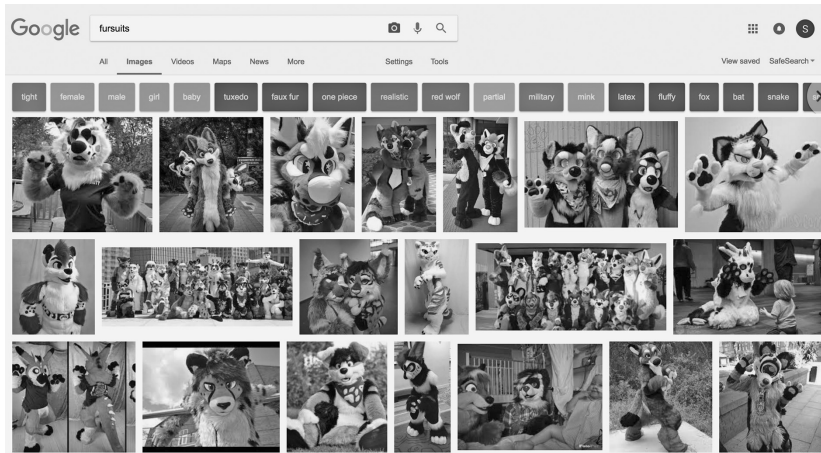 Google
fursuits
All Images Videos Maps News More Settings Tools
View saved SafeSearch
S
tight female male girl baby tuxedo faux fur one piece realistic red wolf partial military mink latex fluffy fox bat snake